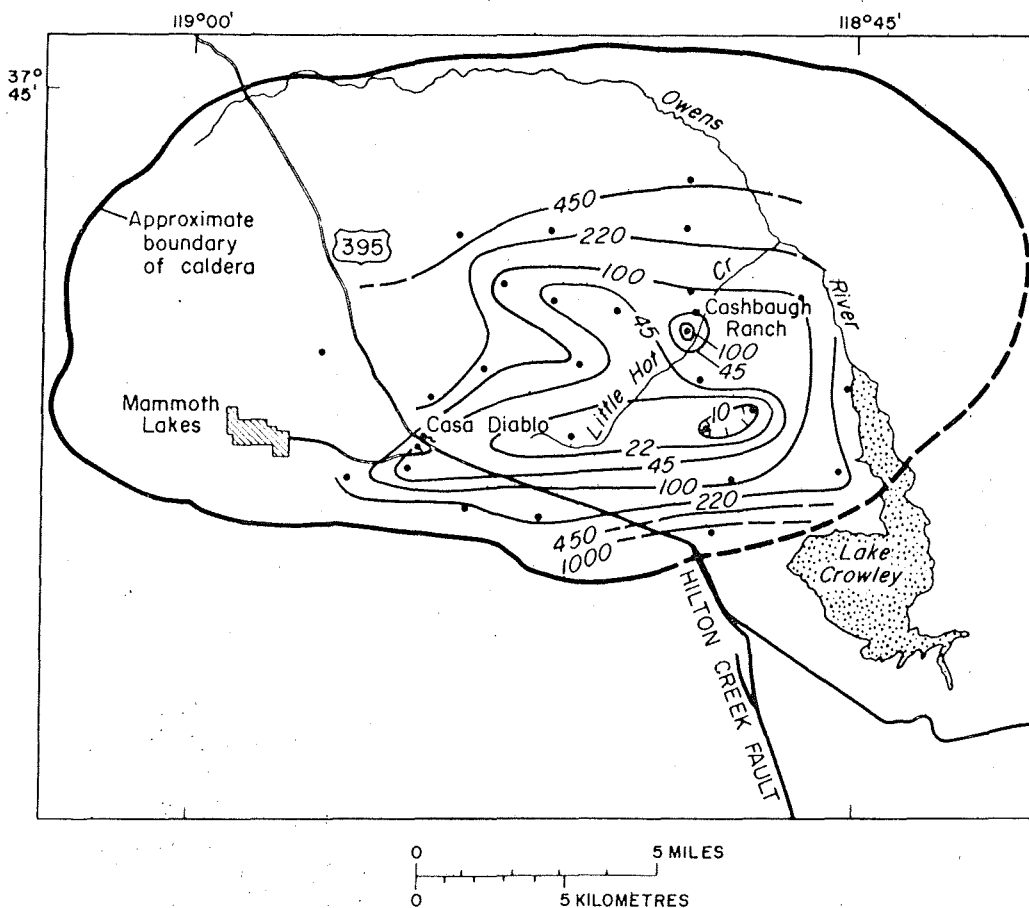 119°00'
118°45'
37°
45'
Owens
Approximate
boundary
of caldera
395
450
220
100
Cr
River
45
Cashbaugh
Ranch
100
45
Little Hot
Mammoth
Lakes
Casa Diablo
10
22
45
100
220
450
1000
Lake
Crowley
HILTON CREEK FAULT
0
5 MILES
0
5 KILOMETRES